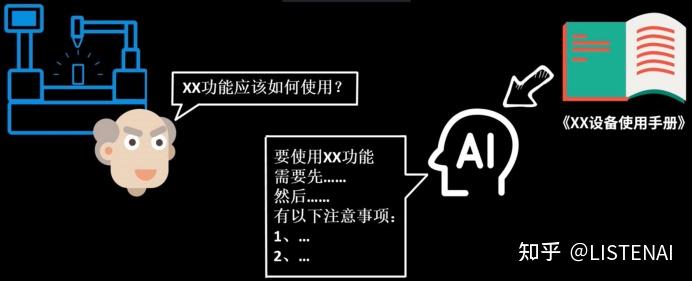 XX功能应该如何使用？
《XX设备使用手册》
AI
要使用XX功能
需要先……
然后……
有以下注意事项：
1、…
2、…
知乎 @LISTENAI